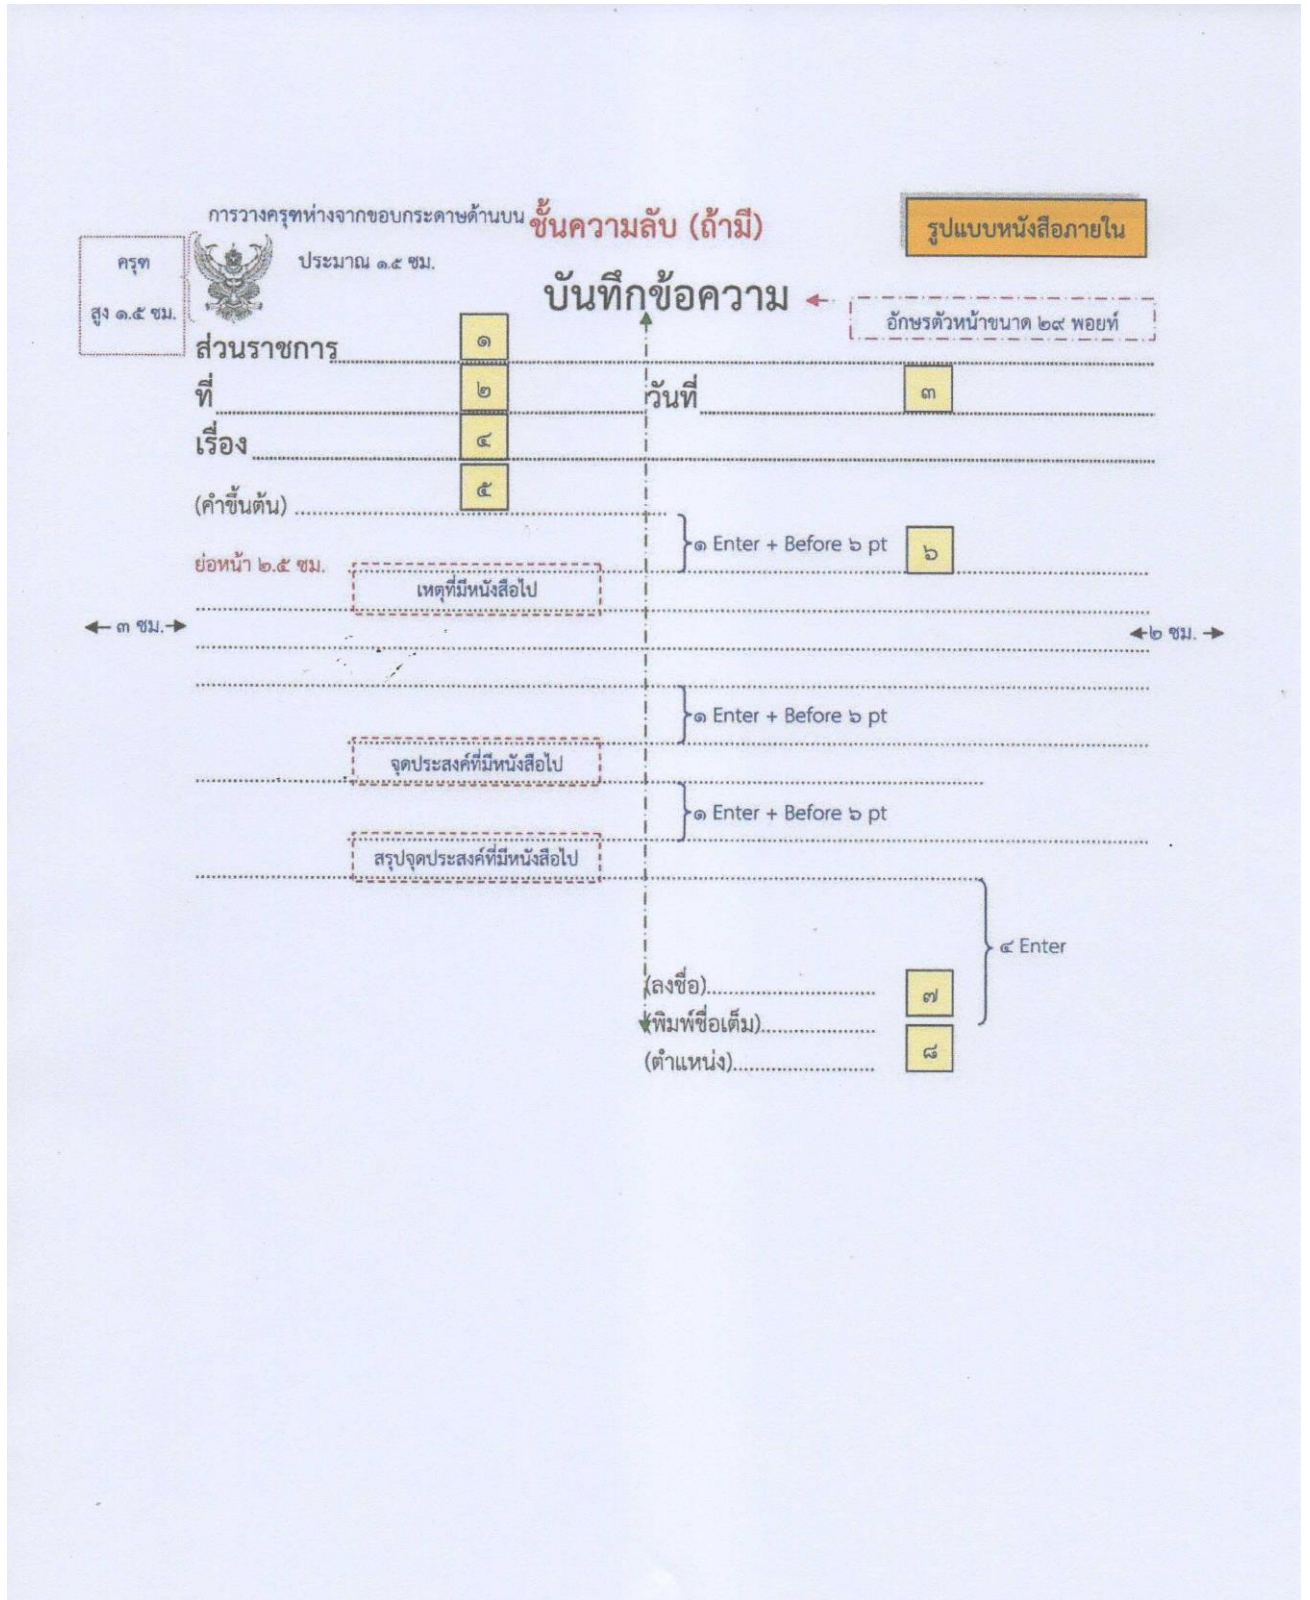 การวางครุฑห่างจากขอบกระดาษด้านบน ชั้นความลับ (ถ้ามี)
รูปแบบหนังสือภายใน
ครุฑ
สูง ๑.๕ ซม.
ประมาณ ๑.๕ ซม.
บันทึกข้อความ
อักษรตัวหน้าขนาด ๒๙ พอยท์
ส่วนราชการ ๑
ที่ ๒ วันที่ ๓
เรื่อง ๔
(คำขึ้นต้น) ๕
๑ Enter + Before ๖ pt ๖
ย่อหน้า ๒.๕ ซม.
เหตุที่มีหนังสือไป
๓ ซม. ๒ ซม.
๑ Enter + Before ๖ pt
จุดประสงค์ที่มีหนังสือไป
๑ Enter + Before ๖ pt
สรุปจุดประสงค์ที่มีหนังสือไป
๔ Enter
(ลงชื่อ) ๗
(พิมพ์ชื่อเต็ม)
(ตำแหน่ง) ๘